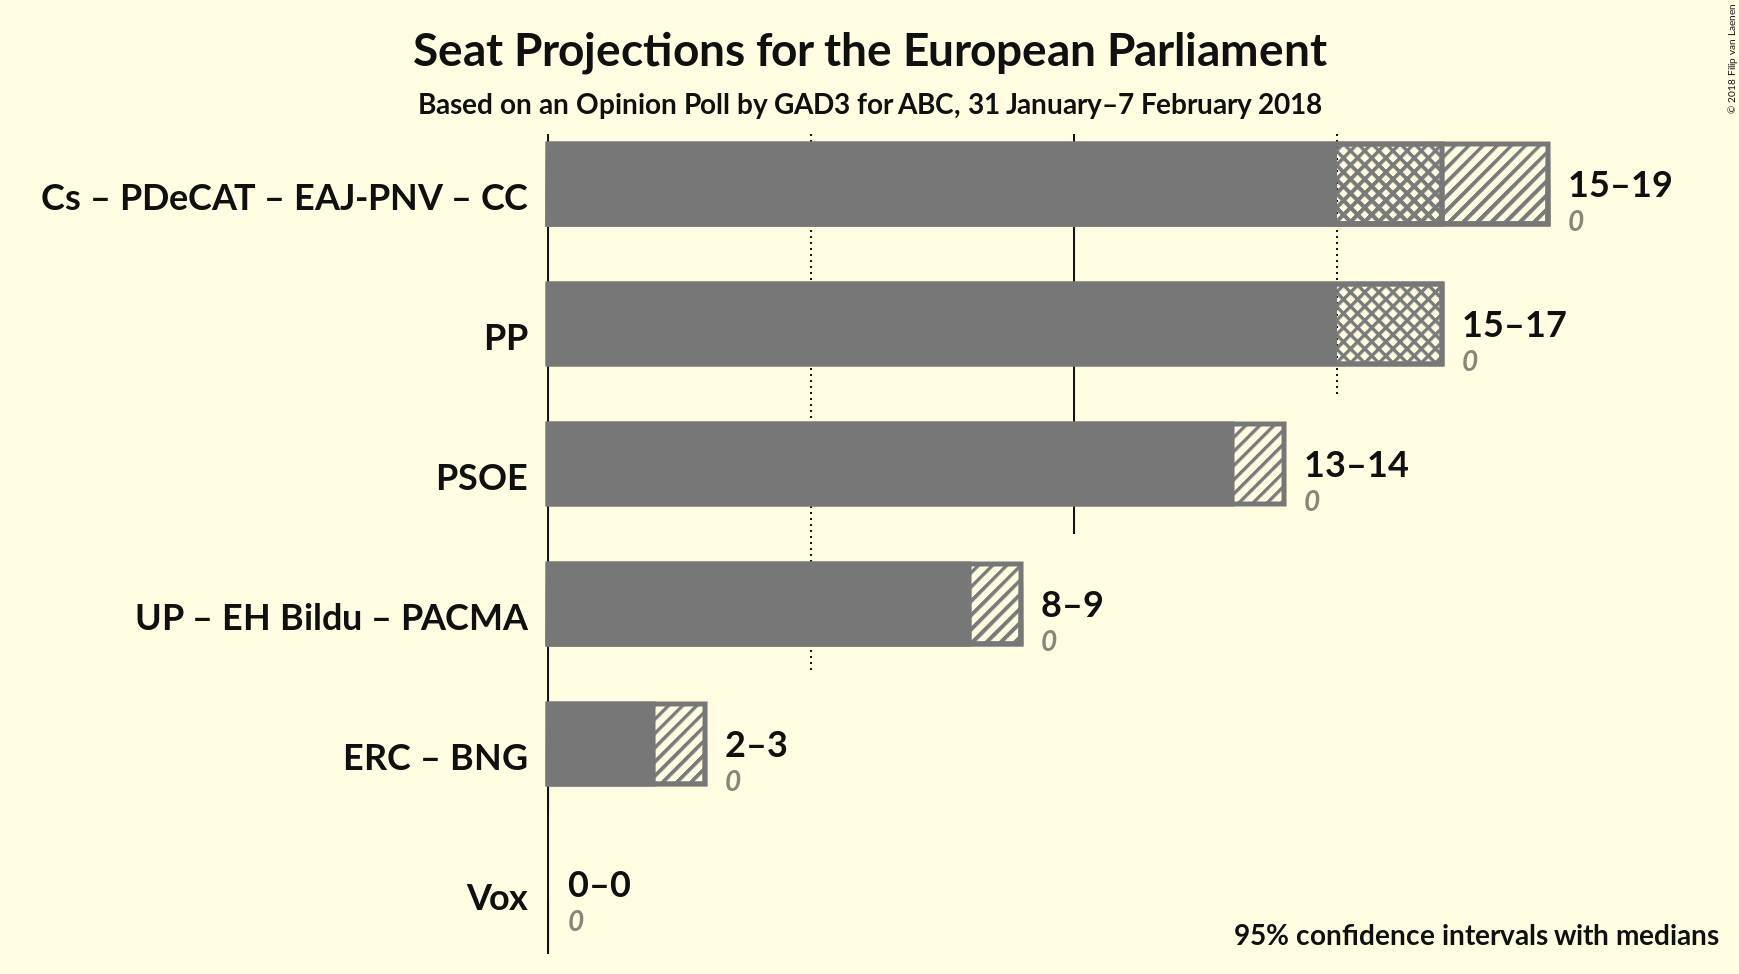 Seat Projections for the European Parliament
Based on an Opinion Poll by GAD3 for ABC, 31 January–7 February 2018
© 2018 Filip van Laenen
Cs – PDeCAT – EAJ-PNV – CC
15–19
0
PP
15–17
0
PSOE
13–14
0
UP – EH Bildu – PACMA
8–9
0
ERC – BNG
2–3
0
Vox
0–0
0
95% confidence intervals with medians